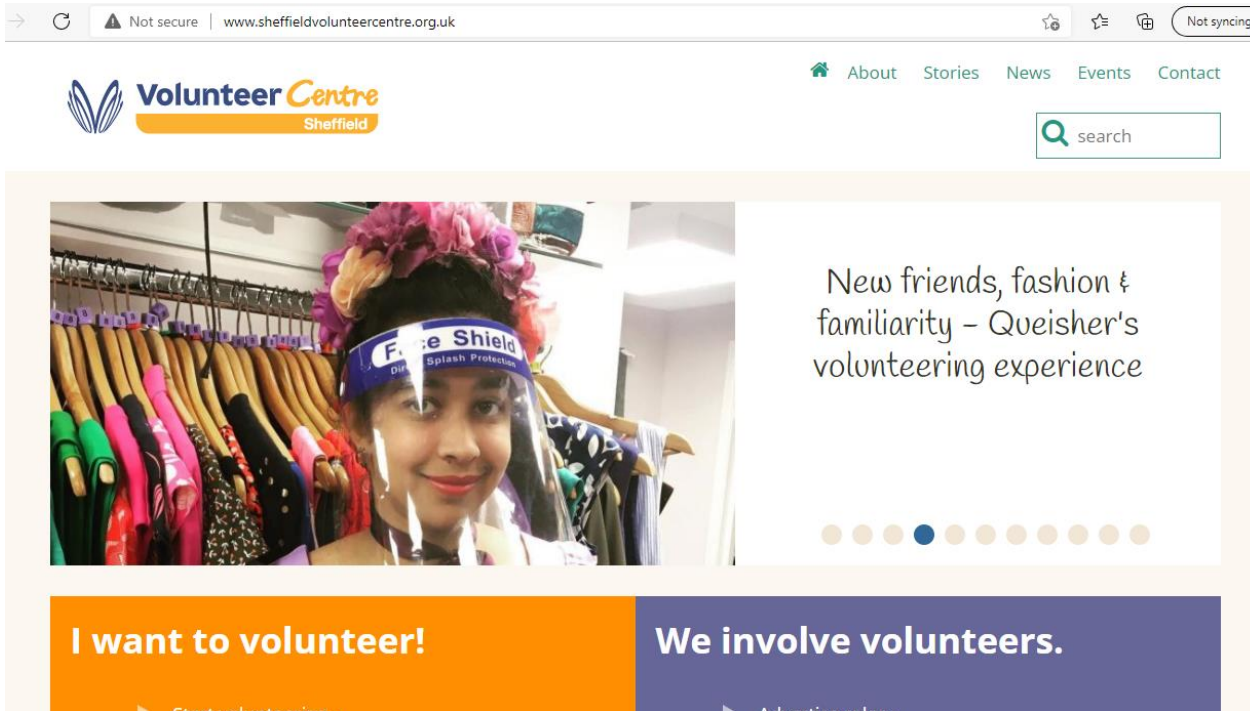 Not secure | www.sheffieldvolunteercentre.org.uk
Not syncing
About Stories News Events Contact
Volunteer Centre
Sheffield
search
Face Shield
Direct Splash Protection
New friends, fashion &
familiarity – Queisher's
volunteering experience
I want to volunteer!
We involve volunteers.